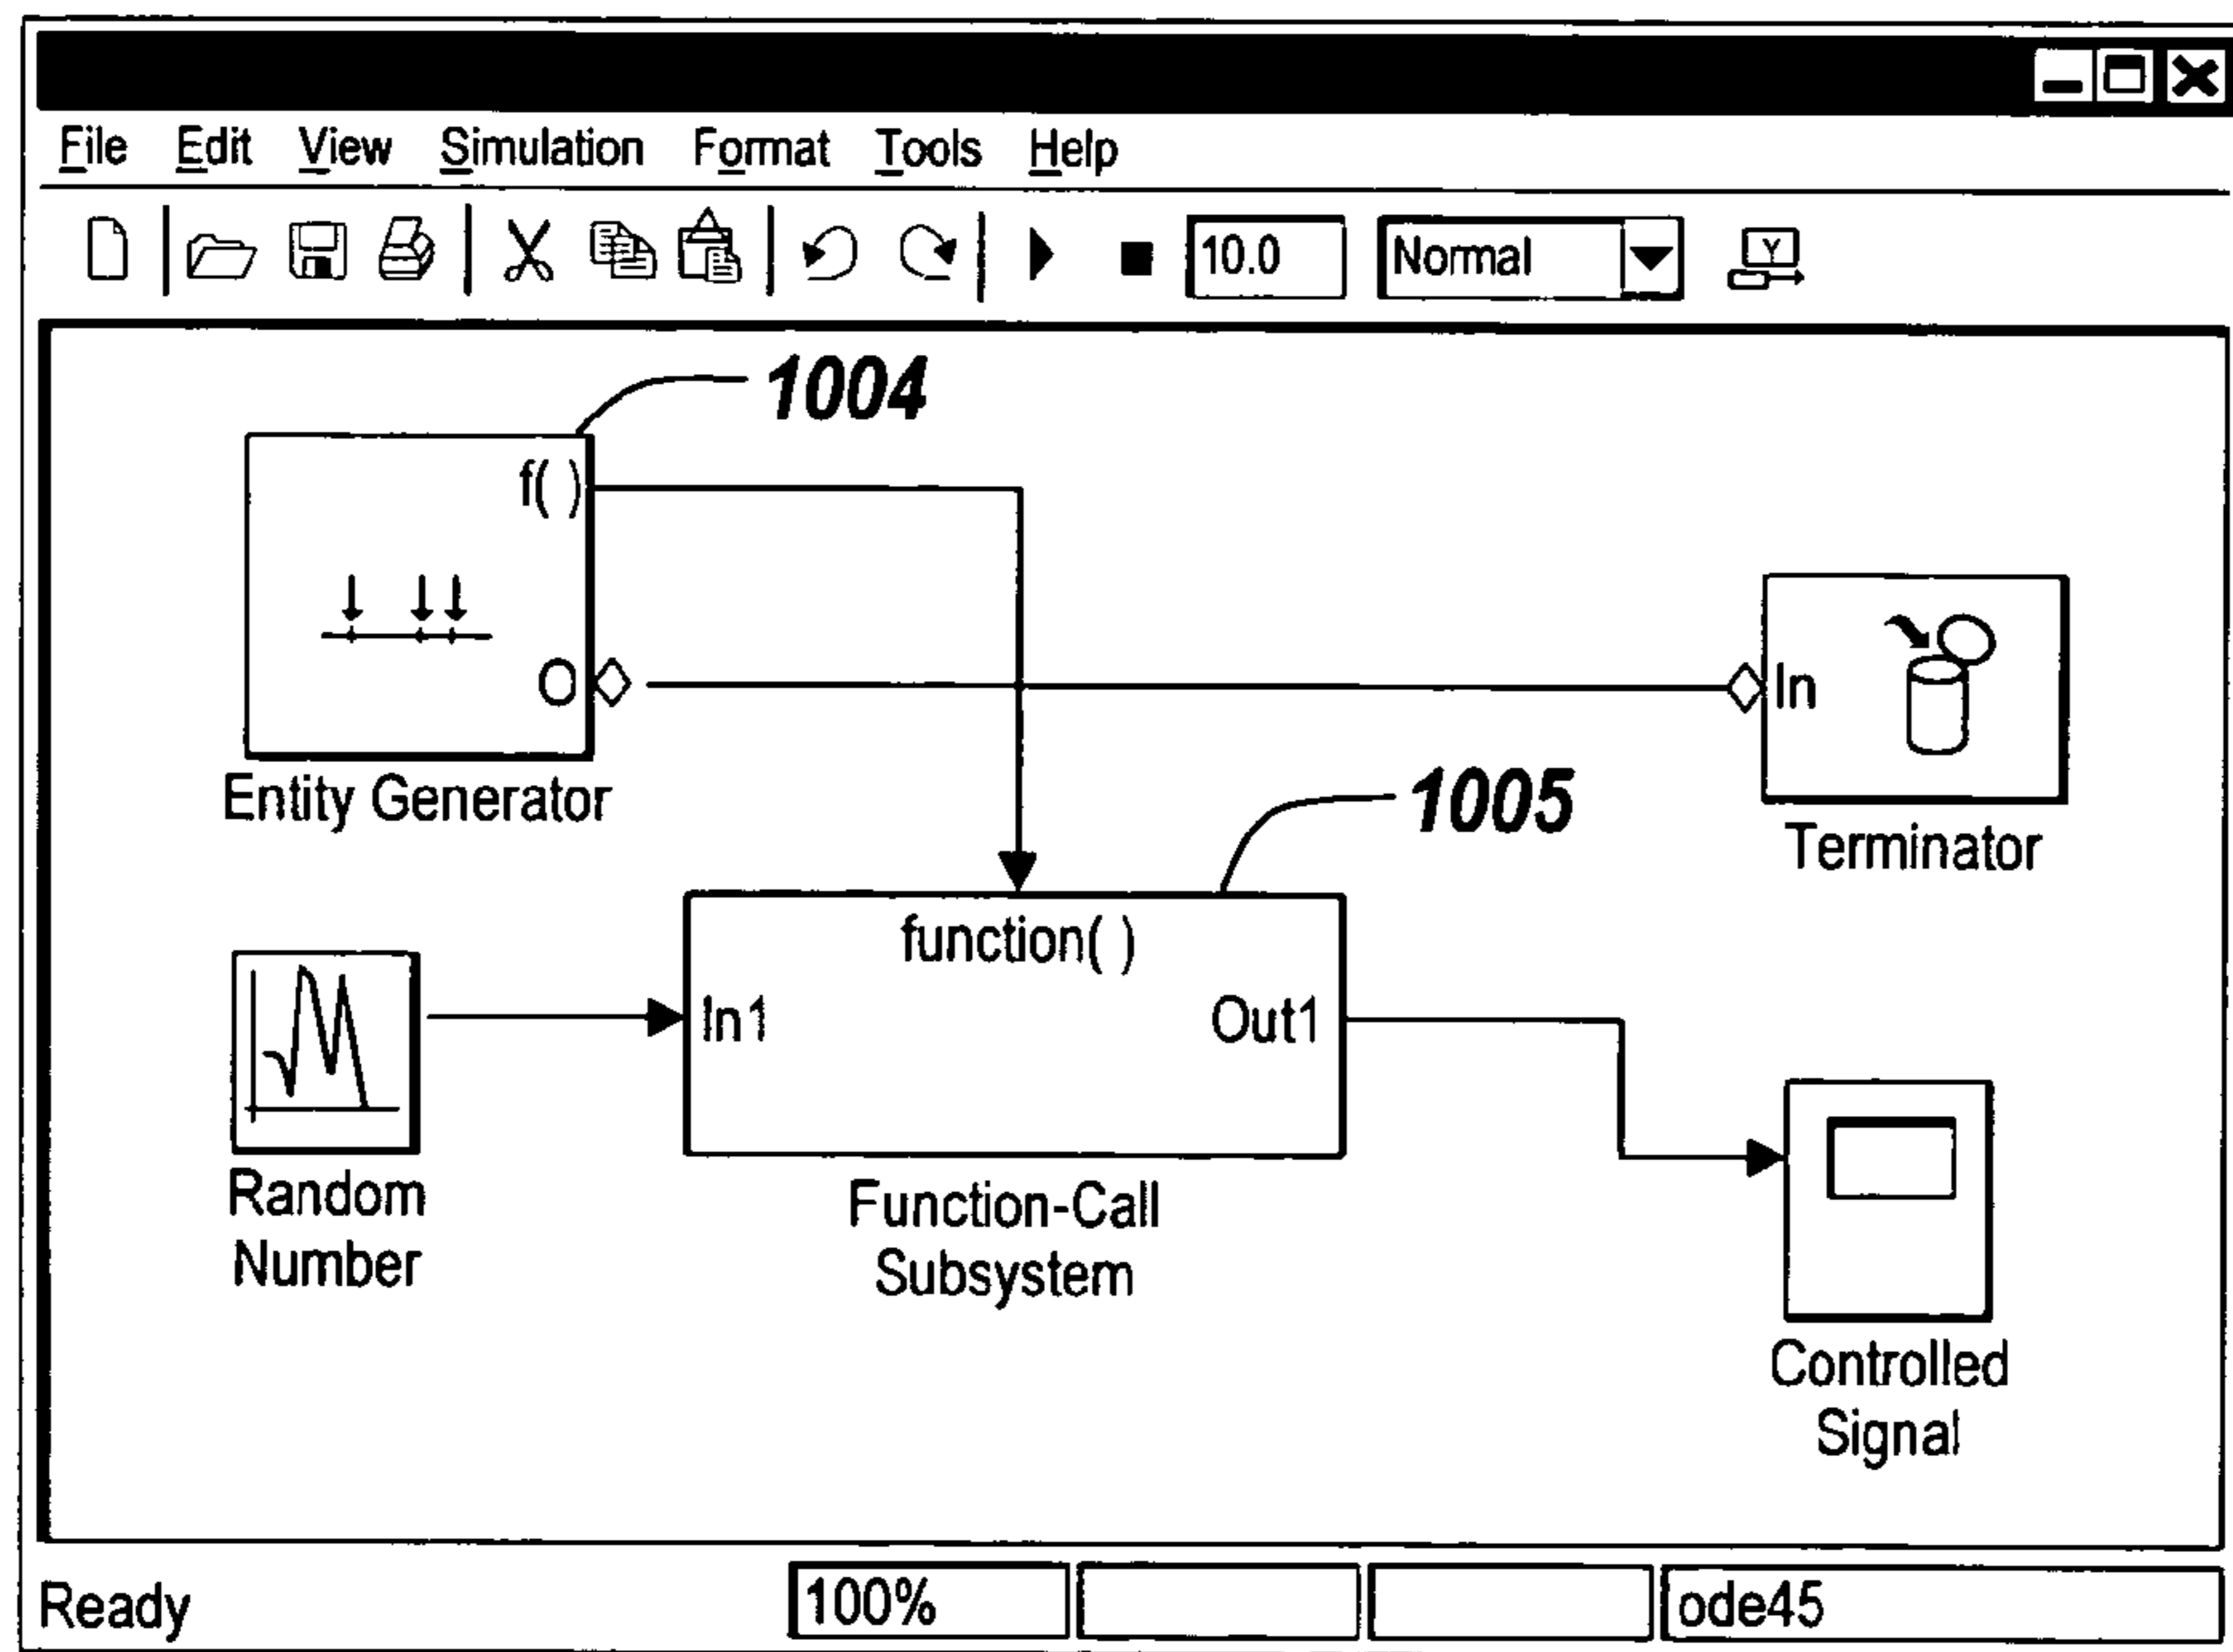 File Edit View Simulation Format Tools Help
10.0 Normal Y
1004
f( )
O
Entity Generator
In
Terminator
1005
function( )
In1
Out1
Random
Number
Function-Call
Subsystem
Controlled
Signal
Ready 100% ode45